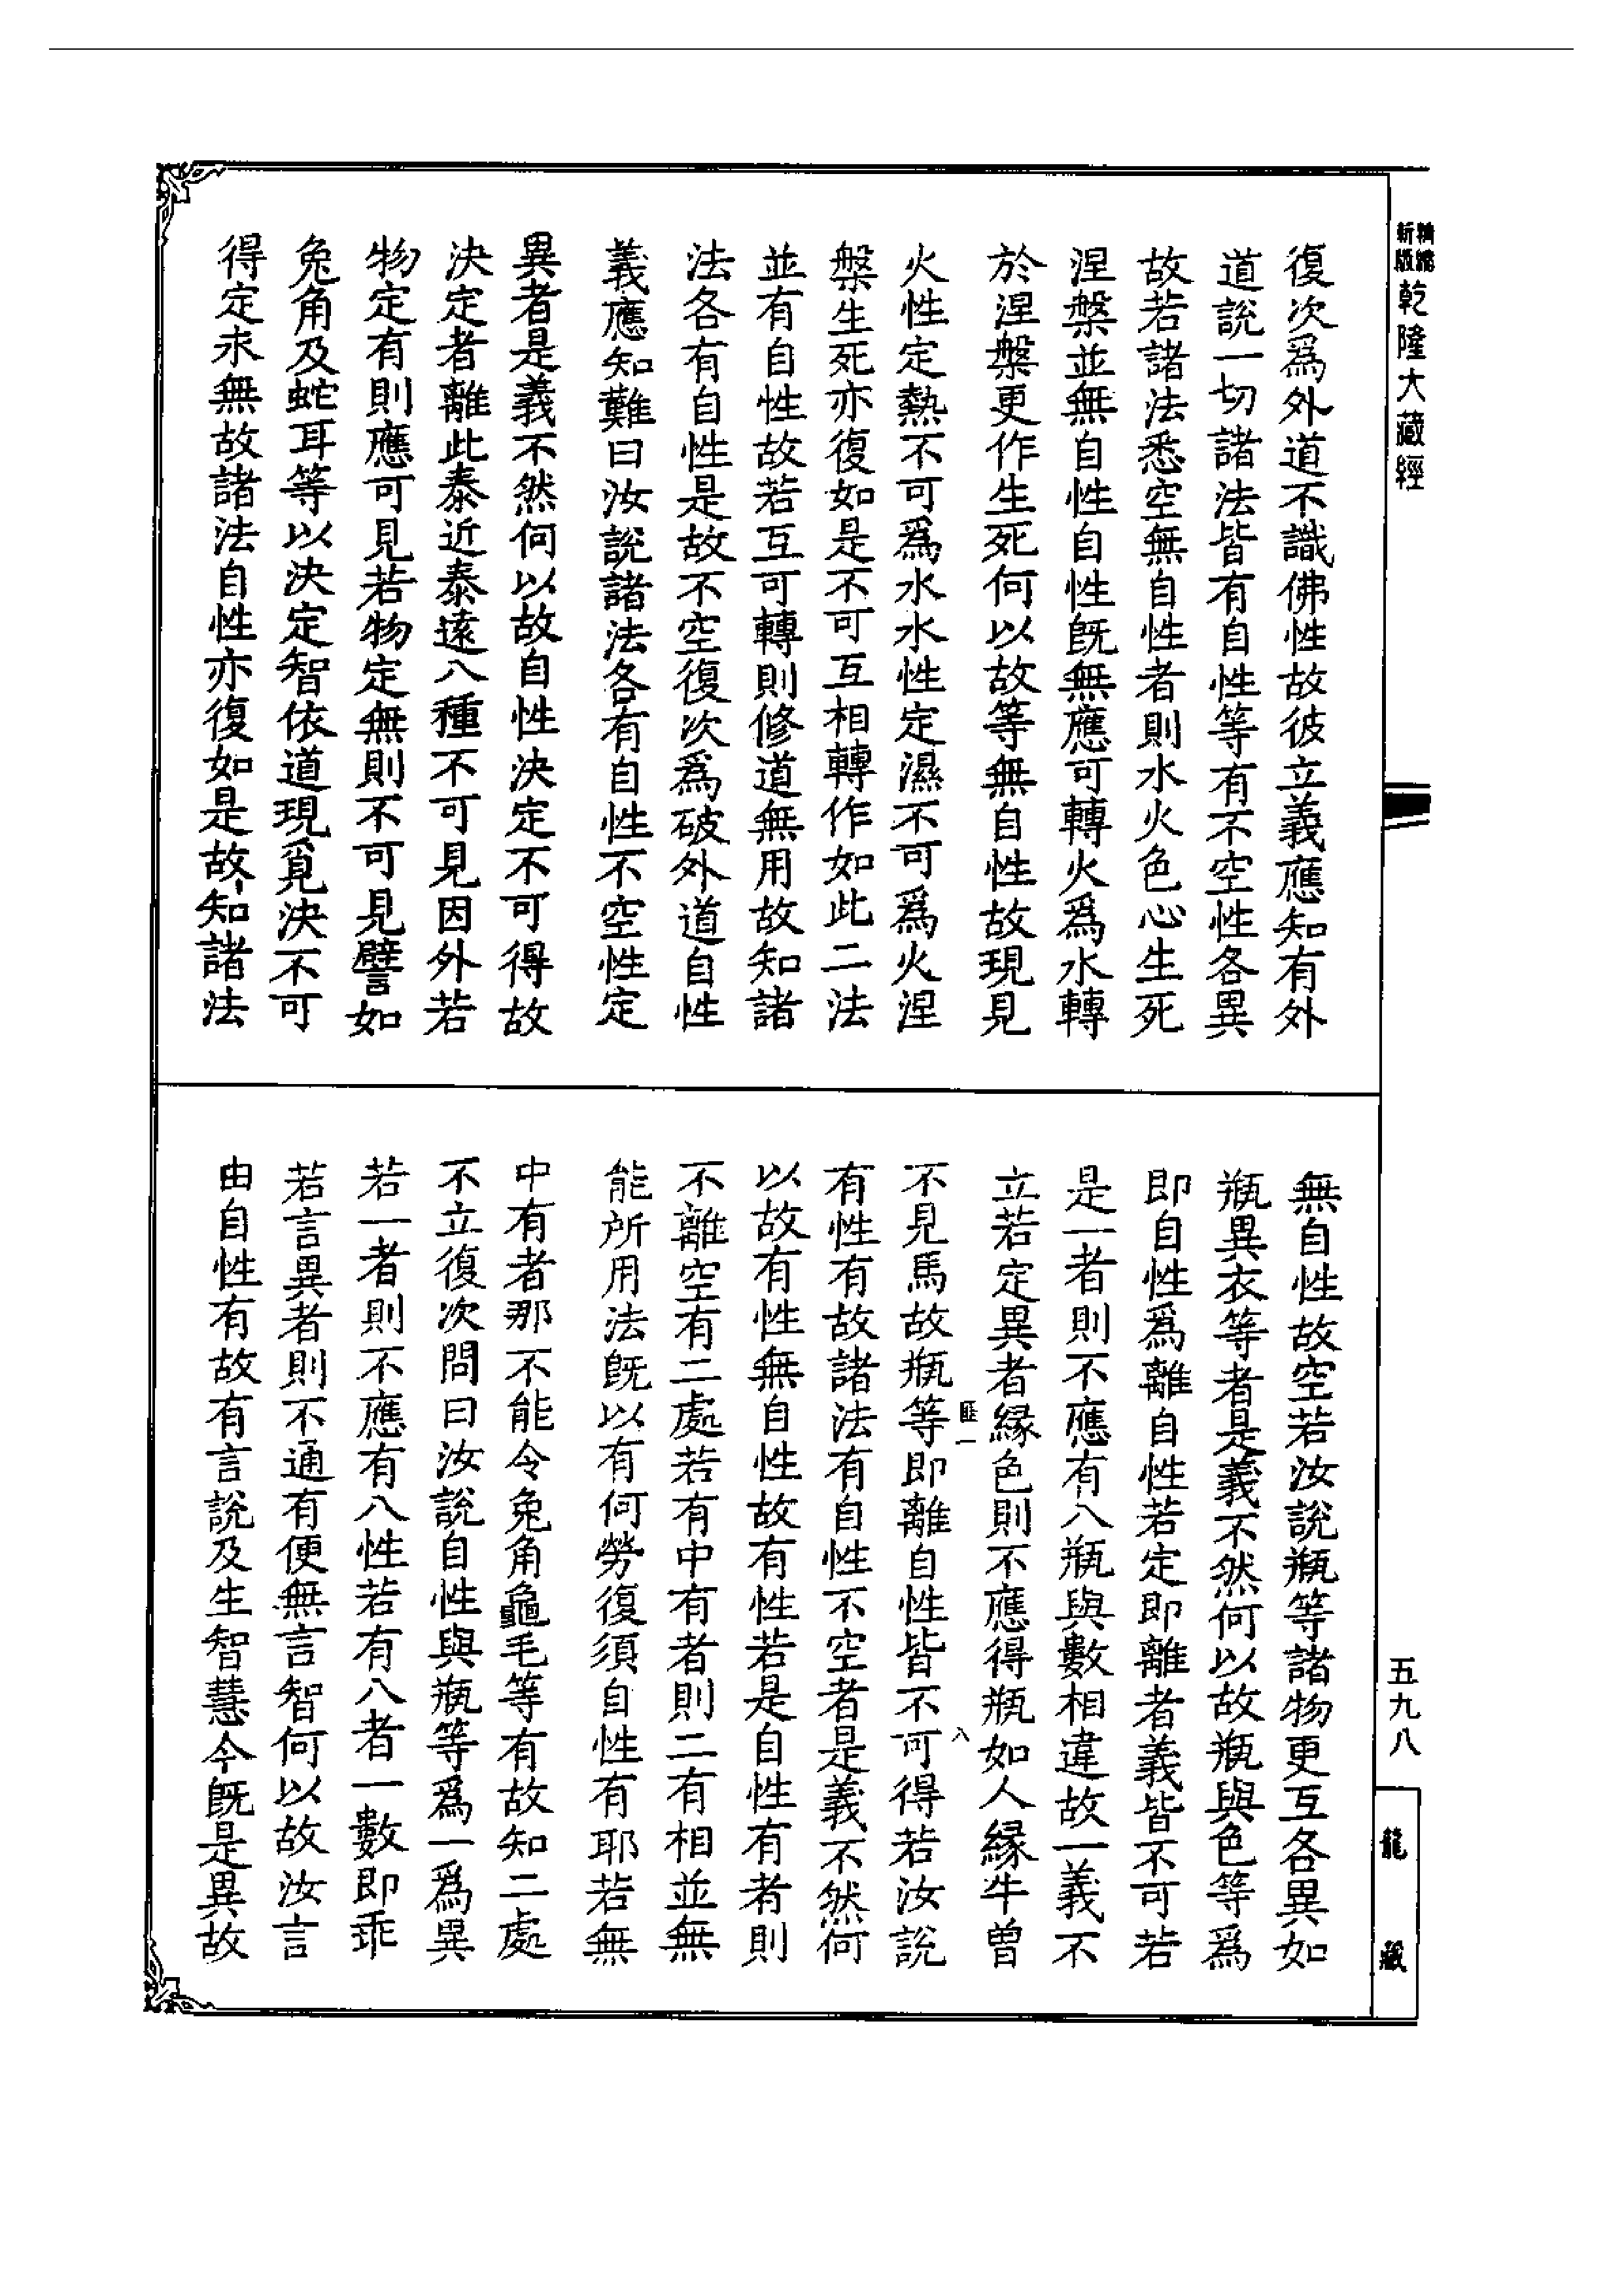 精縮
新版
乾隆大藏經
復次爲外道不識佛性故彼立義應知有外
道說一切諸法皆有自性等有不空性各異
故若諸法悉空無自性者則水火色心生死
涅槃並無自性自性旣無應可轉火爲水轉
於涅槃更作生死何以故等無自性故現見
火性定熱不可爲水水性定濕不可爲火涅
槃生死亦復如是不可互相轉作如此二法
並有自性故若互可轉則修道無用故知諸
法各有自性是故不空復次爲破外道自性
義應知難曰汝說諸法各有自性不空性定
異者是義不然何以故自性決定不可得故
決定者離此泰近泰遠八種不可見因外若
物定有則應可見若物定無則不可見譬如
兔角及蛇耳等以決定智依道現覓決不可
得定永無故諸法自性亦復如是故知諸法
無自性故空若汝說瓶等諸物更互各異如
瓶異衣等者是義不然何以故瓶與色等爲
即自性爲離自性若定即離者義皆不可若
是一者則不應有八瓶與數相違故一義不
立若定異者緣色則不應得瓶如人緣牛曾
匪一
八
不見馬故瓶等即離自性皆不可得若汝說
有性有故諸法有自性不空者是義不然何
以故有性無自性故有性若是自性有者則
不離空有二處若有中有者則二有相並無
能所用法旣以有何勞復須自性有耶若無
中有者那不能令兔角龜毛等有故知二處
不立復次問曰汝說自性與瓶等爲一爲異
若一者則不應有八性若有八者一數即乖
若言異者則不通有便無言智何以故汝言
由自性有故有言說及生智慧今旣是異故
五九八
龍藏